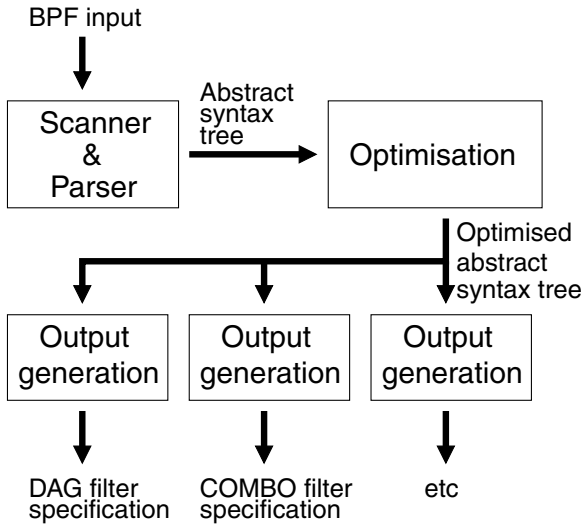 BPF input
Scanner
&
Parser
Abstract
syntax
tree
Optimisation
Optimised
abstract
syntax tree
Output
generation
Output
generation
Output
generation
DAG filter
specification
COMBO filter
specification
etc